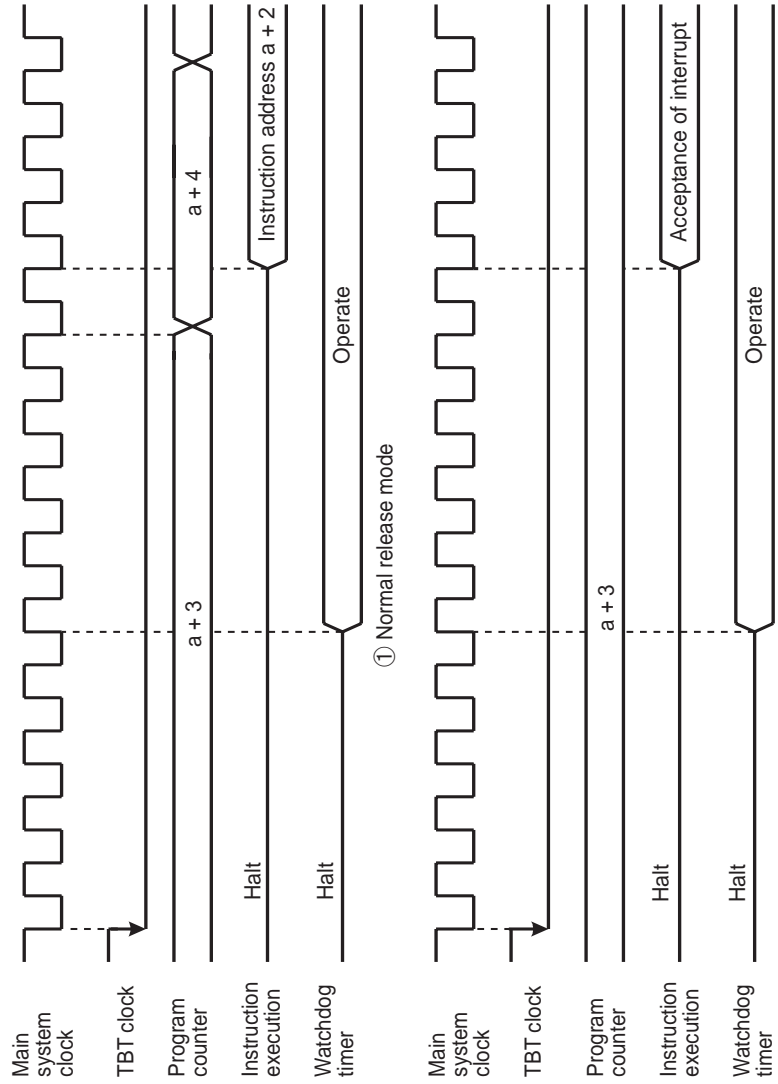 Main
system
clock
TBT clock
Program
counter
a + 3
a + 4
Instruction
execution
Halt
Instruction address a + 2
Watchdog
timer
Halt
Operate
① Normal release mode
Main
system
clock
TBT clock
Program
counter
a + 3
Instruction
execution
Halt
Acceptance of interrupt
Watchdog
timer
Halt
Operate